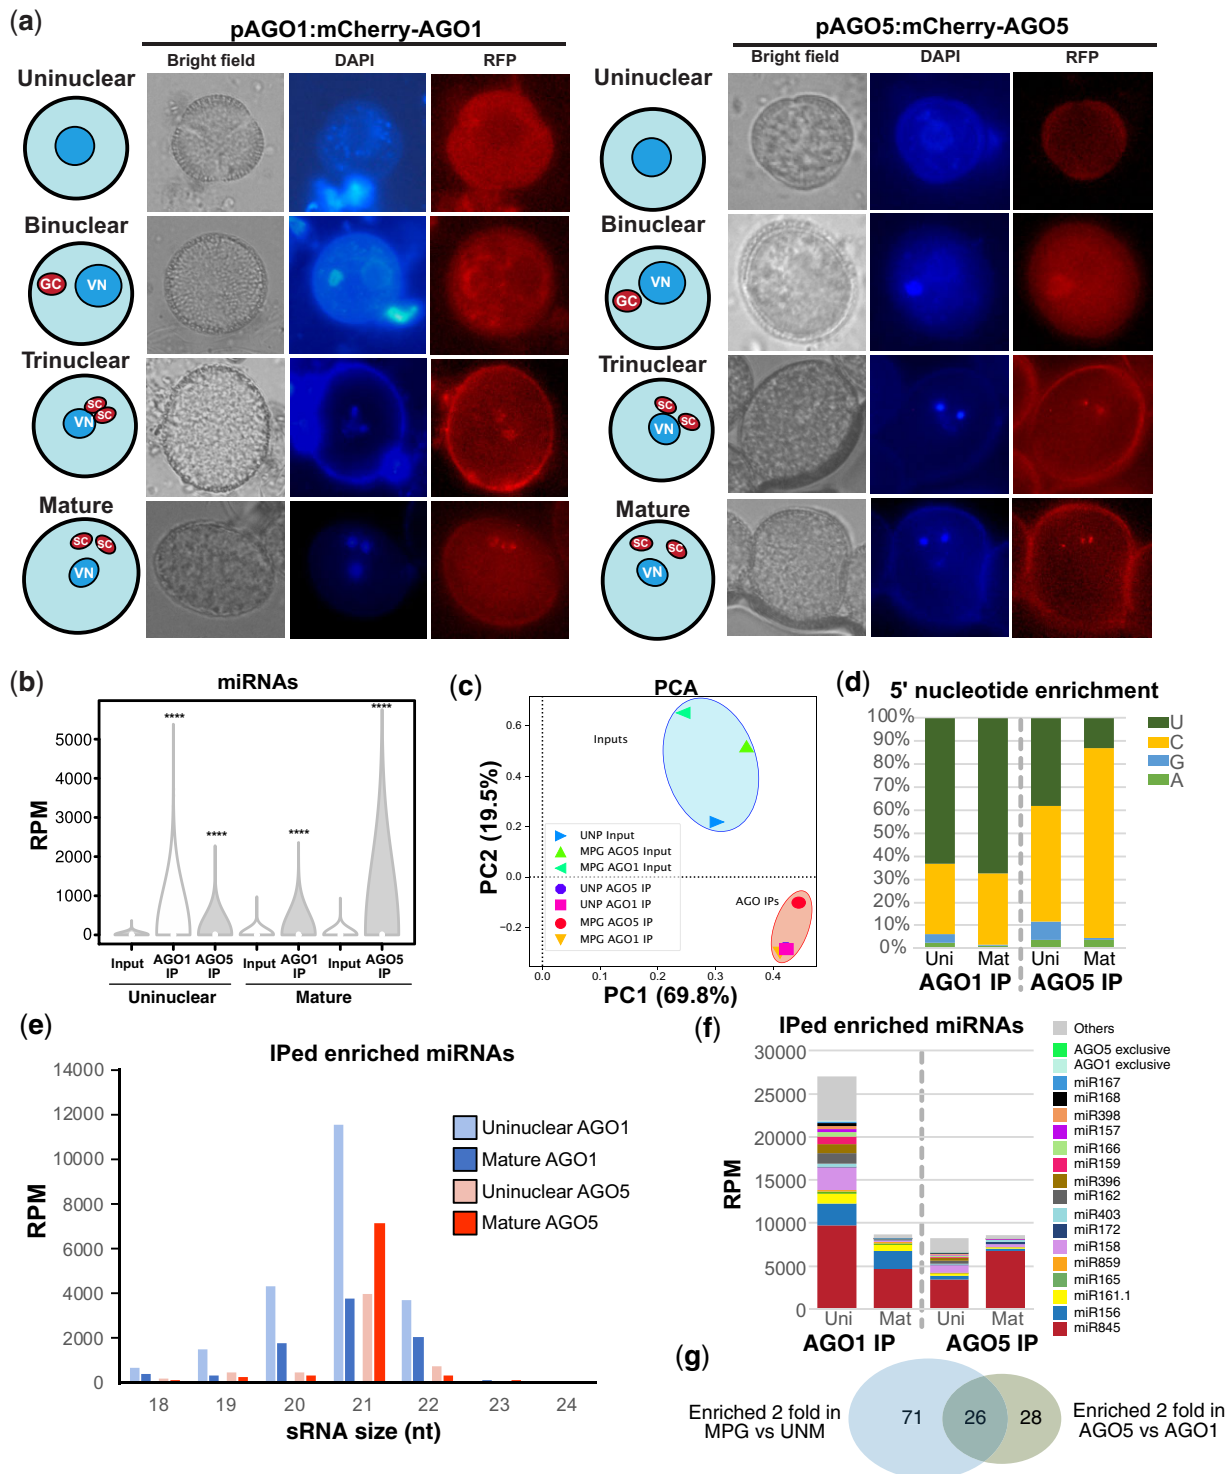 (a)
pAGO1:mCherry-AGO1
pAGO5:mCherry-AGO5
Bright field DAPI RFP
Bright field DAPI RFP
Uninuclear
Uninuclear
Binuclear
GC VN
Binuclear
GC VN
Trinuclear
VN SC SC
Trinuclear
SC VN SC
Mature
SC SC VN
Mature
SC SC VN
(b)
miRNAs
RPM
5000
4000
3000
2000
1000
0
**** **** **** ****
Input AGO1 IP AGO5 IP Input AGO1 IP Input AGO5 IP
Uninuclear Mature
(c)
PCA
PC2 (19.5%)
0.6
0.4
0.2
0.0
−0.2
Inputs
UNP Input
MPG AGO5 Input
MPG AGO1 Input
UNP AGO5 IP
UNP AGO1 IP
MPG AGO5 IP
MPG AGO1 IP
AGO IPs
0.0 0.1 0.2 0.3 0.4
PC1 (69.8%)
(d)
5' nucleotide enrichment
100%
90%
80%
70%
60%
50%
40%
30%
20%
10%
0%
U
C
G
A
Uni Mat Uni Mat
AGO1 IP AGO5 IP
(e)
IPed enriched miRNAs
RPM
14000
12000
10000
8000
6000
4000
2000
0
Uninuclear AGO1
Mature AGO1
Uninuclear AGO5
Mature AGO5
18 19 20 21 22 23 24
sRNA size (nt)
(f)
IPed enriched miRNAs
RPM
30000
25000
20000
15000
10000
5000
0
Uni Mat Uni Mat
AGO1 IP AGO5 IP
Others
AGO5 exclusive
AGO1 exclusive
miR167
miR168
miR398
miR157
miR166
miR159
miR396
miR162
miR403
miR172
miR158
miR859
miR165
miR161.1
miR156
miR845
(g)
Enriched 2 fold in
MPG vs UNM
71 26 28
Enriched 2 fold in
AGO5 vs AGO1